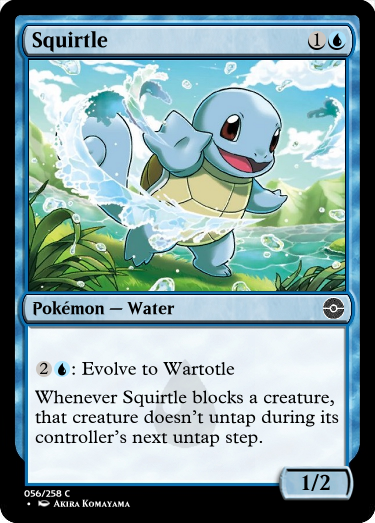 Squirtle 1
Pokémon — Water
2 : Evolve to Wartotle
Whenever Squirtle blocks a creature,
that creature doesn't untap during its
controller's next untap step.
1/2
056/258 C
• Akira Komayama